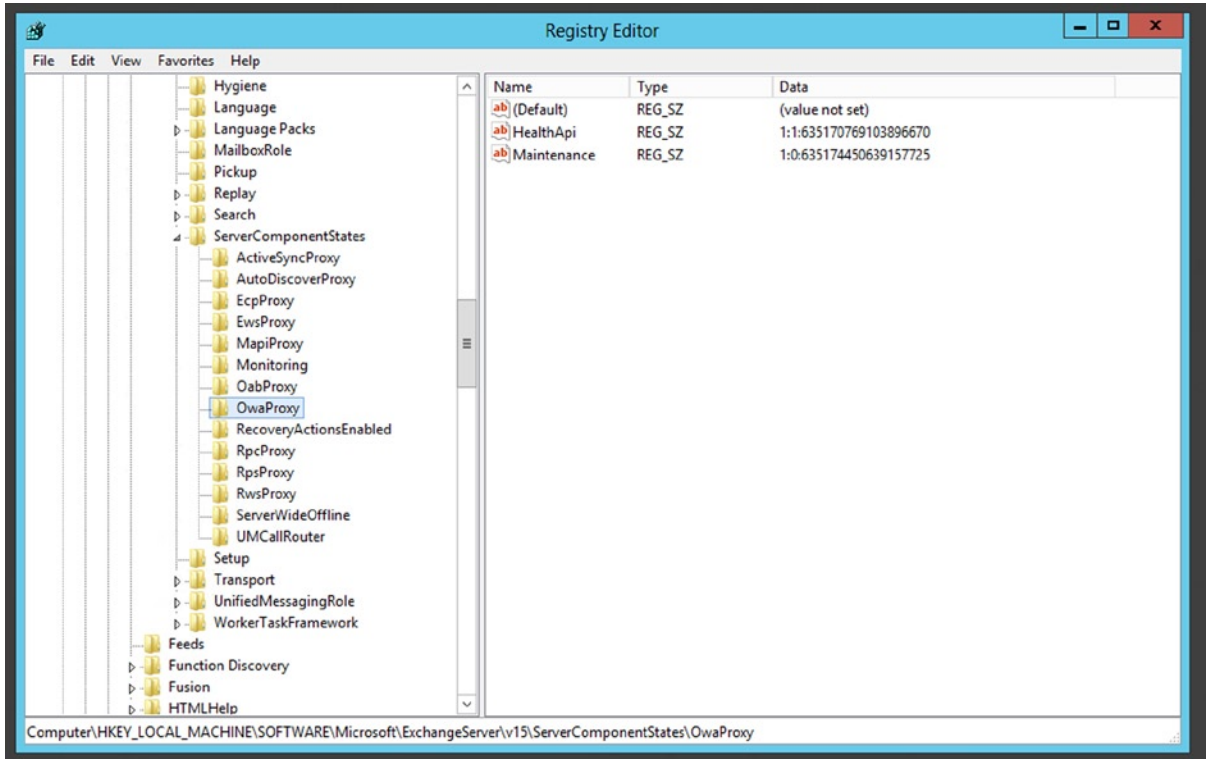 Registry Editor
File Edit View Favorites Help
Hygiene
Language
Language Packs
MailboxRole
Pickup
Replay
Search
ServerComponentStates
ActiveSyncProxy
AutoDiscoverProxy
EcpProxy
EwsProxy
MapiProxy
Monitoring
OabProxy
OwaProxy
RecoveryActionsEnabled
RpcProxy
RpsProxy
RwsProxy
ServerWideOffline
UMCallRouter
Setup
Transport
UnifiedMessagingRole
WorkerTaskFramework
Feeds
Function Discovery
Fusion
HTMLHelp
Name Type Data
ab (Default) REG_SZ (value not set)
ab HealthApi REG_SZ 1:1:635170769103896670
ab Maintenance REG_SZ 1:0:635174450639157725
Computer\HKEY_LOCAL_MACHINE\SOFTWARE\Microsoft\ExchangeServer\v15\ServerComponentStates\OwaProxy